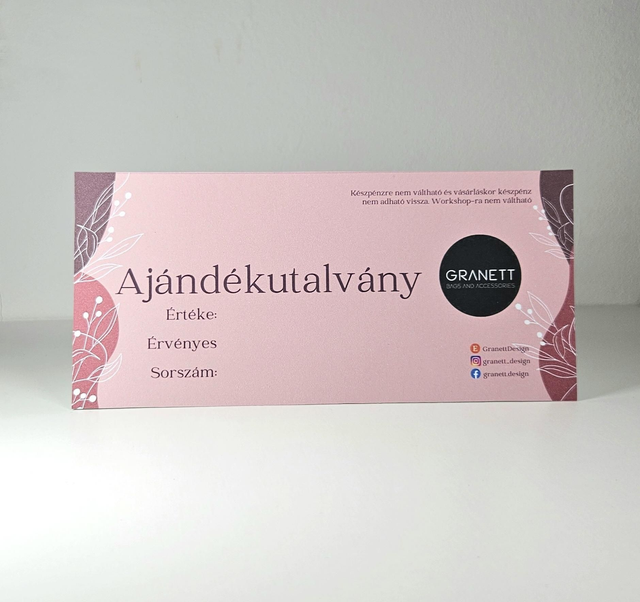 Készpénzre nem váltható és vásárláskor készpénz
nem adható vissza. Workshop-ra nem váltható
Ajándékutalvány
GRANETT
BAGS AND ACCESSORIES
Értéke:
Érvényes
Sorszám:
E GranettDesign
granett_design
granett.design